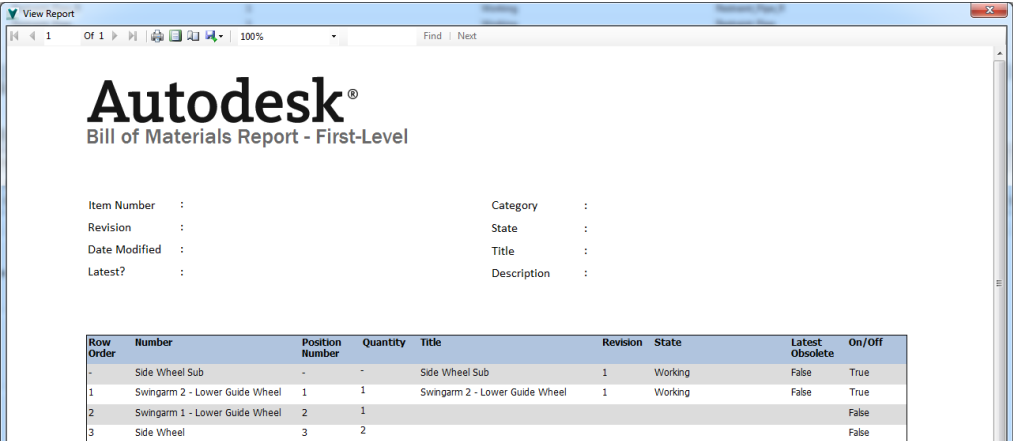 View Report
1 Of 1 100% Find | Next
Autodesk®
Bill of Materials Report - First-Level
Item Number : Category :
Revision : State :
Date Modified : Title :
Latest? : Description :
Row Order Number Position Number Quantity Title Revision State Latest Obsolete On/Off
- Side Wheel Sub - - Side Wheel Sub 1 Working False True
1 Swingarm 2 - Lower Guide Wheel 1 1 Swingarm 2 - Lower Guide Wheel 1 Working False True
2 Swingarm 1 - Lower Guide Wheel 2 1 False
3 Side Wheel 3 2 False